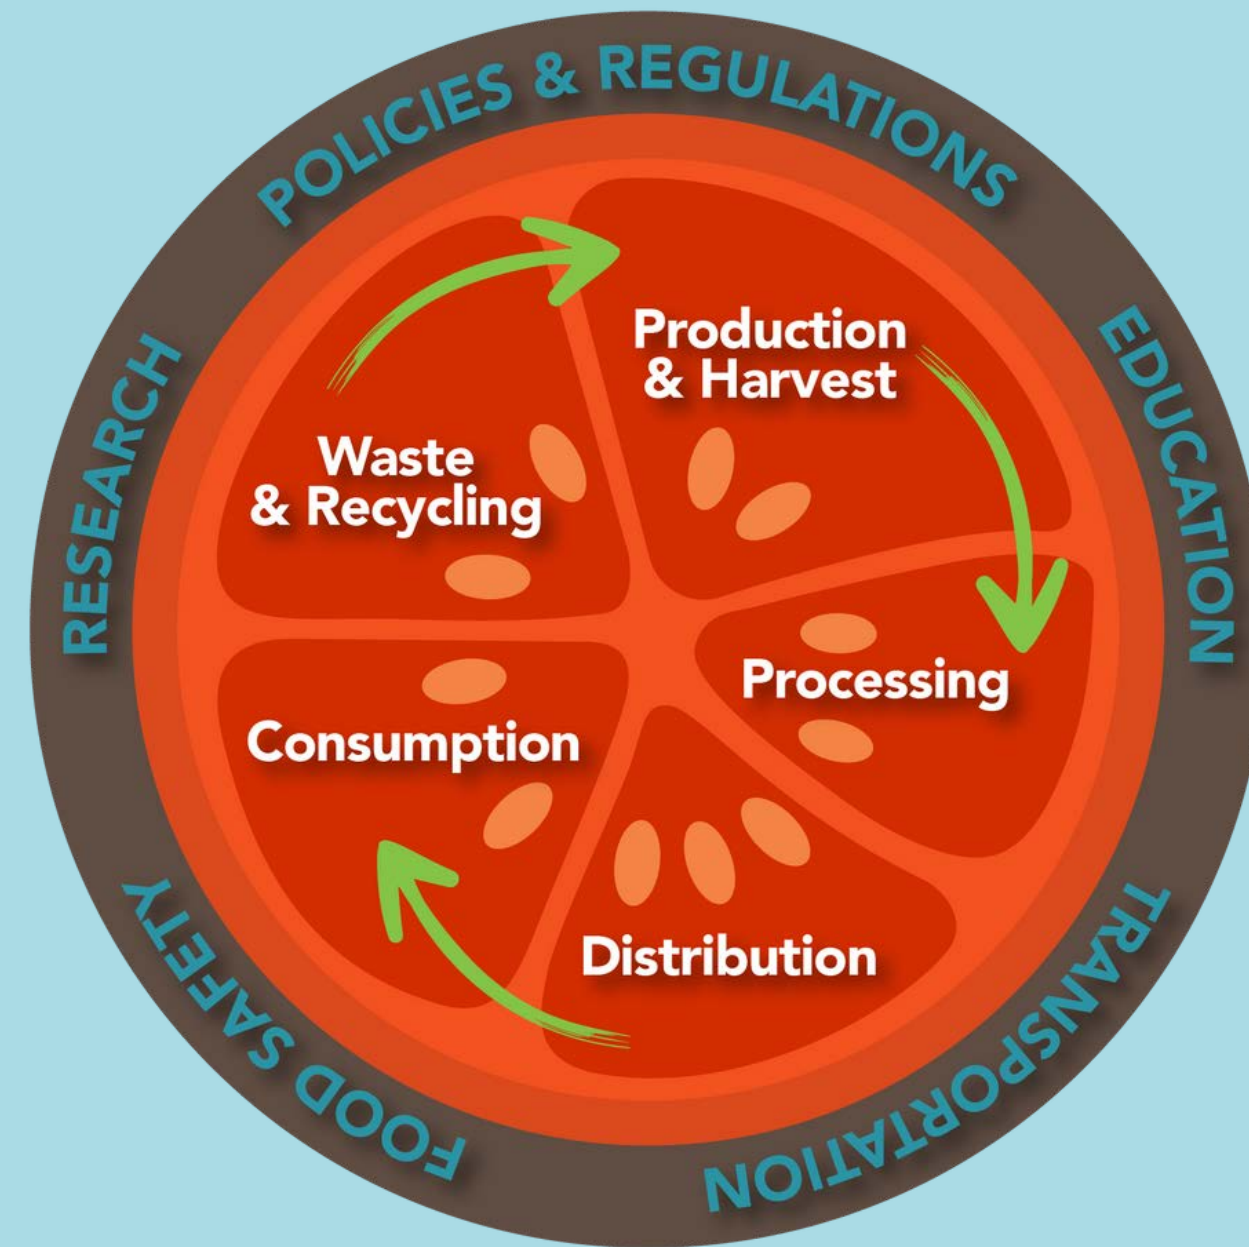 POLICIES & REGULATIONS
EDUCATION
TRANSPORTATION
FOOD SAFETY
RESEARCH
Production
& Harvest
Processing
Distribution
Consumption
Waste
& Recycling